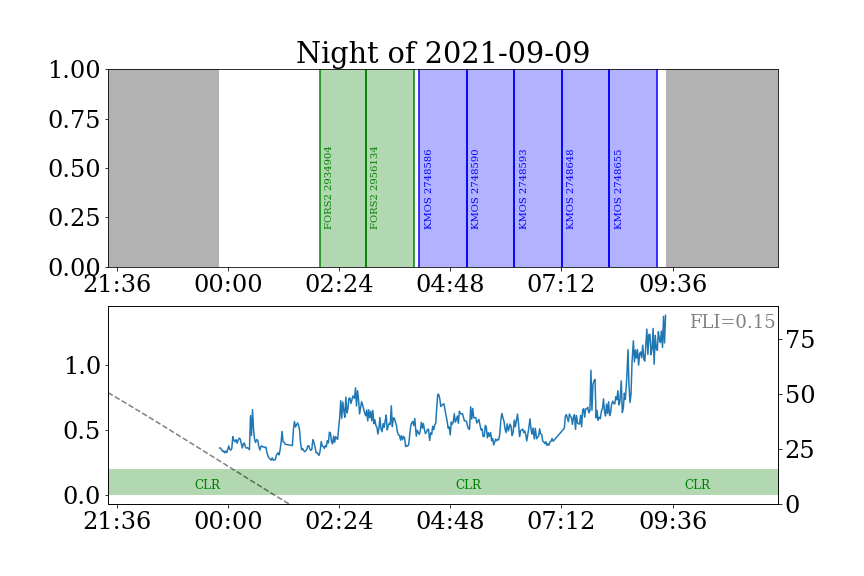 Night of 2021-09-09
1.00
0.75
0.50
0.25
0.00
FORS2 2934904
FORS2 2956134
KMOS 2748586
KMOS 2748590
KMOS 2748593
KMOS 2748648
KMOS 2748655
21:36 00:00 02:24 04:48 07:12 09:36
FLI=0.15
1.0
0.5
0.0
75
50
25
0
CLR CLR CLR
21:36 00:00 02:24 04:48 07:12 09:36